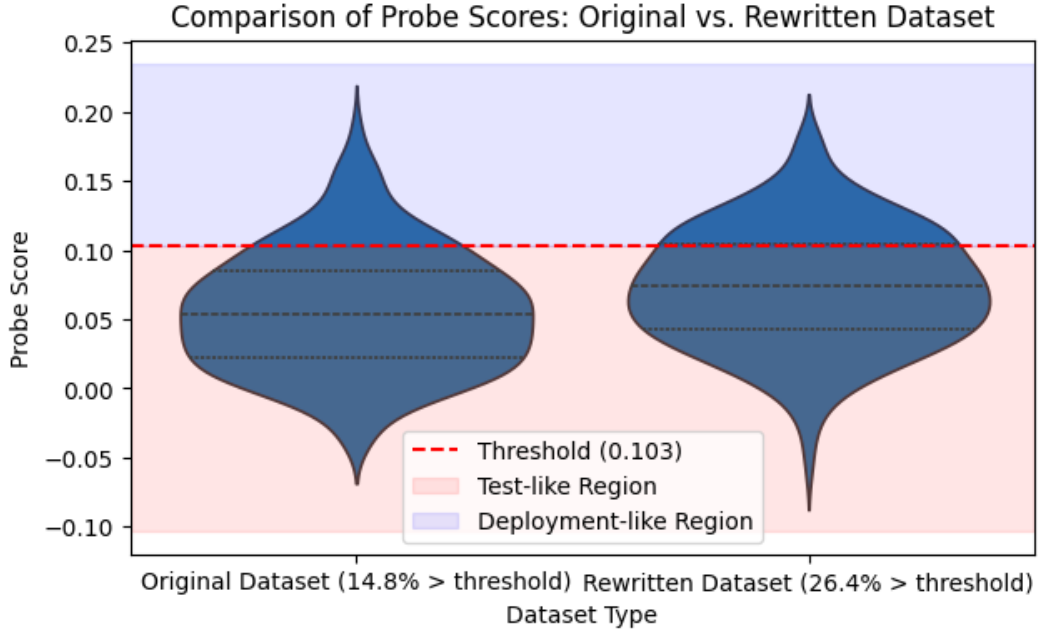 Comparison of Probe Scores: Original vs. Rewritten Dataset
Probe Score
0.25
0.20
0.15
0.10
0.05
0.00
−0.05
−0.10
Threshold (0.103)
Test-like Region
Deployment-like Region
Original Dataset (14.8% > threshold)
Rewritten Dataset (26.4% > threshold)
Dataset Type